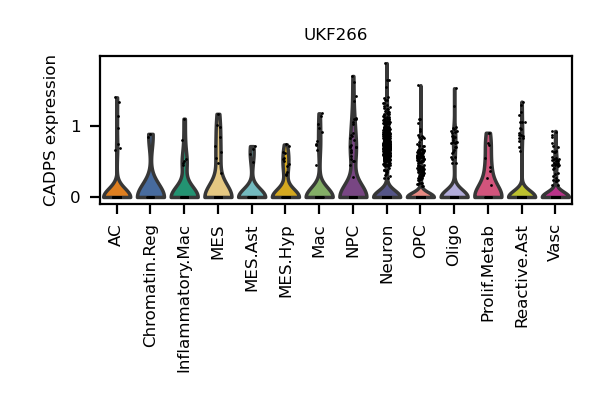 UKF266
CADPS expression
1
0
AC
Chromatin.Reg
Inflammatory.Mac
MES
MES.Ast
MES.Hyp
Mac
NPC
Neuron
OPC
Oligo
Prolif.Metab
Reactive.Ast
Vasc